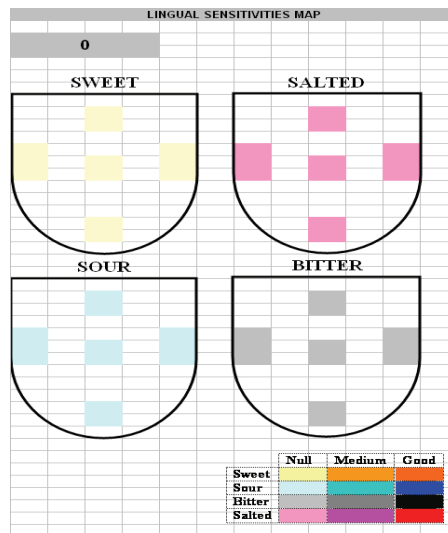 LINGUAL SENSITIVITIES MAP
0
SWEET SALTED
SOUR BITTER
Null Medium Good
Sweet
Sour
Bitter
Salted